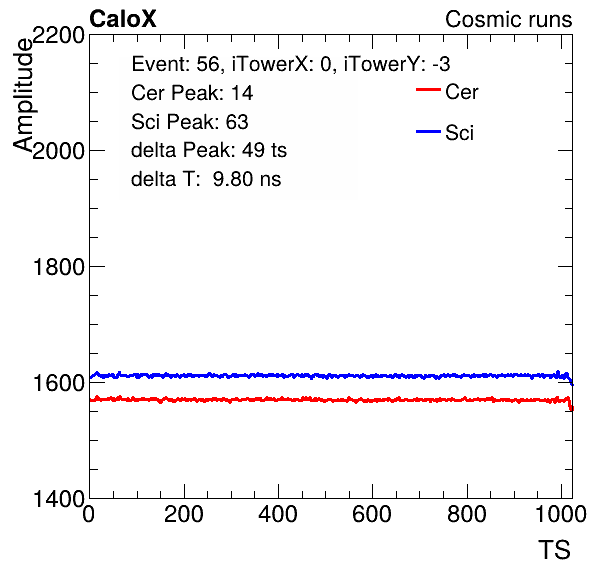 CaloX Cosmic runs
Amplitude
2200
2000
1800
1600
1400
Event: 56, iTowerX: 0, iTowerY: -3
Cer Peak: 14
Sci Peak: 63
delta Peak: 49 ts
delta T:  9.80 ns
Cer
Sci
0 200 400 600 800 1000
TS